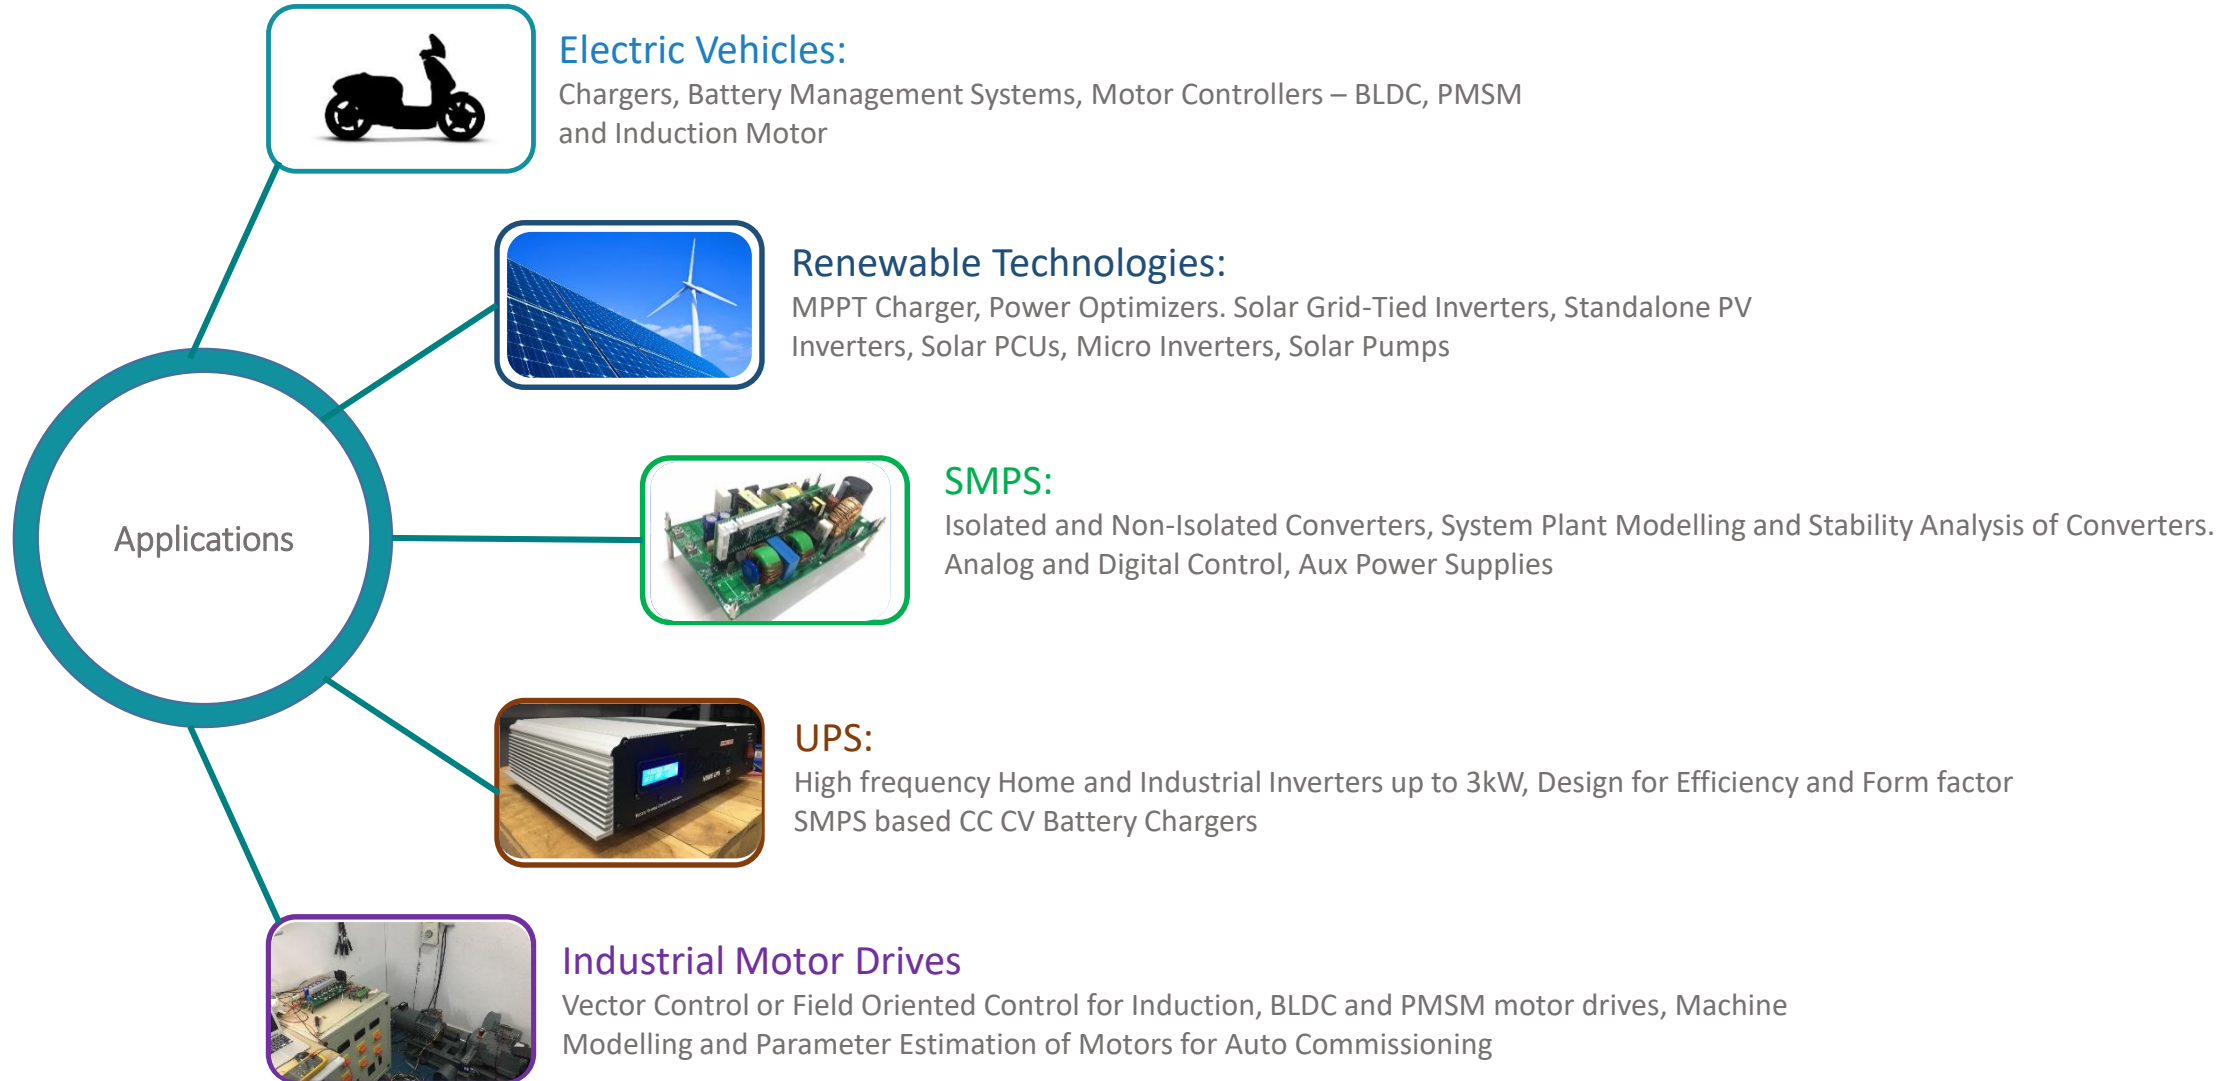 Electric Vehicles:
Chargers, Battery Management Systems, Motor Controllers – BLDC, PMSM
and Induction Motor
Renewable Technologies:
MPPT Charger, Power Optimizers. Solar Grid-Tied Inverters, Standalone PV
Inverters, Solar PCUs, Micro Inverters, Solar Pumps
SMPS:
Isolated and Non-Isolated Converters, System Plant Modelling and Stability Analysis of Converters.
Analog and Digital Control, Aux Power Supplies
Applications
UPS:
High frequency Home and Industrial Inverters up to 3kW, Design for Efficiency and Form factor
SMPS based CC CV Battery Chargers
Industrial Motor Drives
Vector Control or Field Oriented Control for Induction, BLDC and PMSM motor drives, Machine
Modelling and Parameter Estimation of Motors for Auto Commissioning